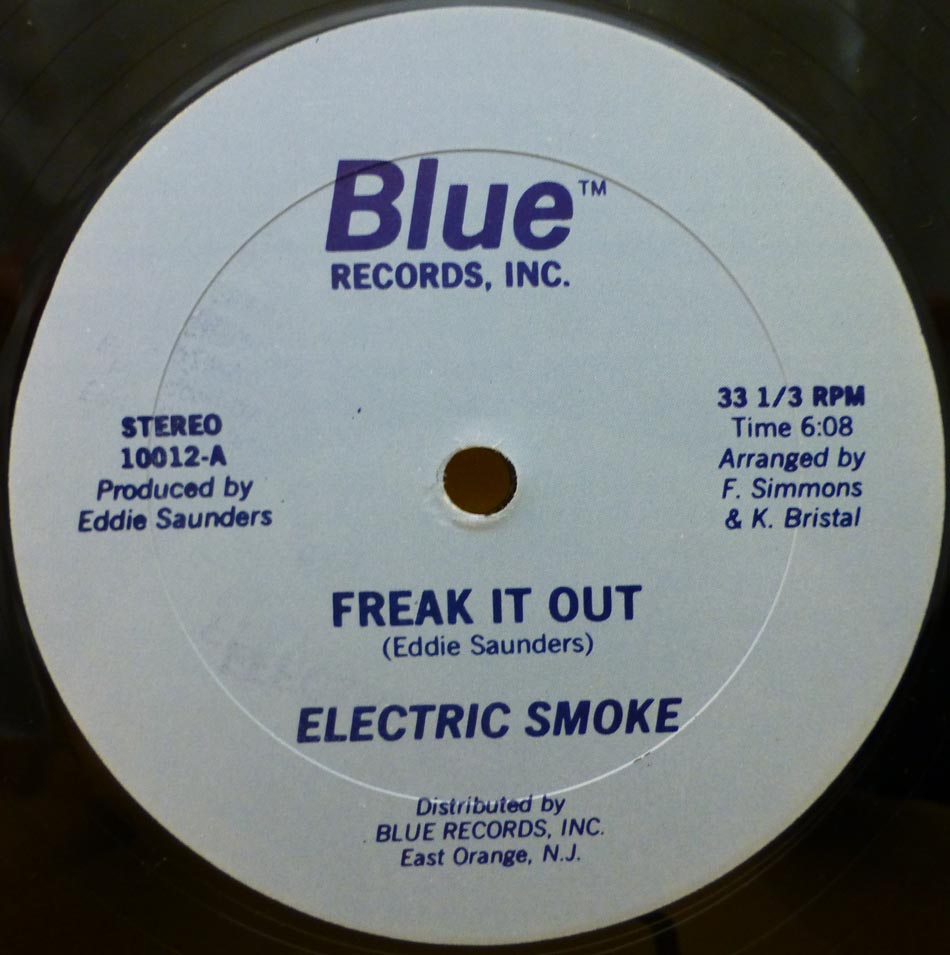 Blue™
RECORDS, INC.
STEREO
10012-A
Produced by
Eddie Saunders
33 1/3 RPM
Time 6:08
Arranged by
F. Simmons
& K. Bristal
FREAK IT OUT
(Eddie Saunders)
ELECTRIC SMOKE
Distributed by
BLUE RECORDS, INC.
East Orange, N.J.